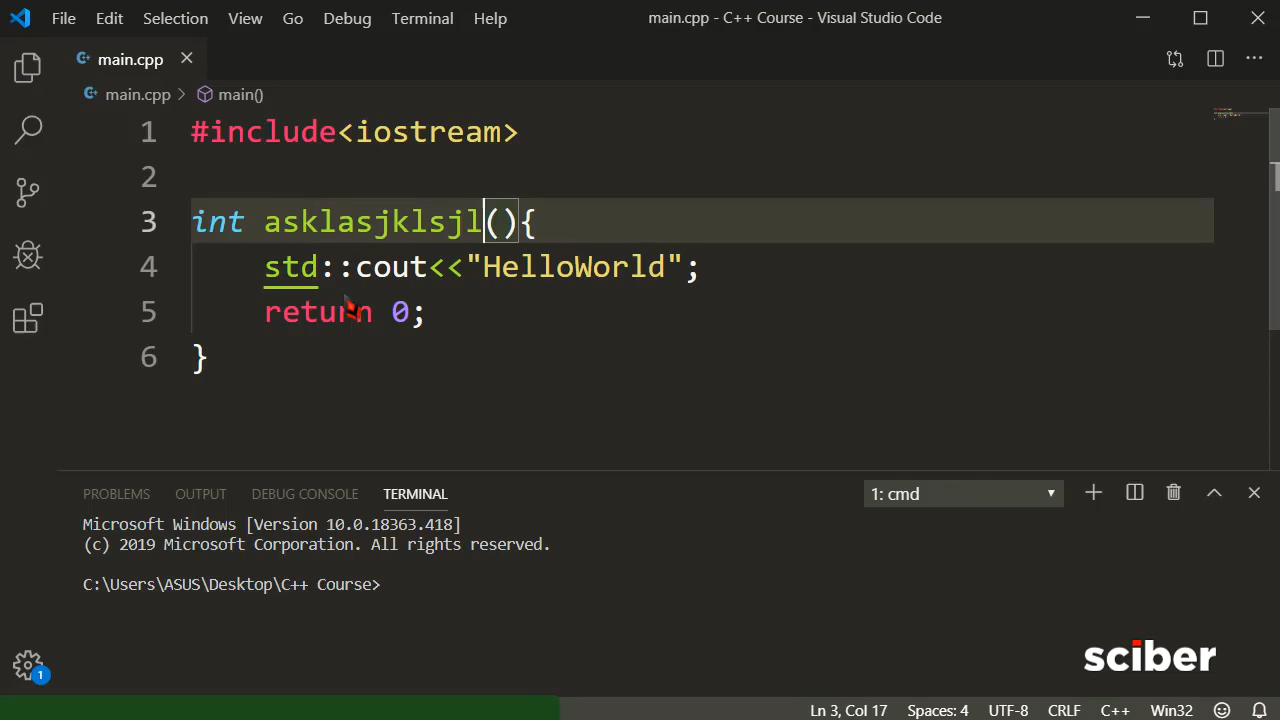 File Edit Selection View Go Debug Terminal Help main.cpp - C++ Course - Visual Studio Code
main.cpp
main.cpp > main()
1 #include<iostream>
2
3 int asklasjklsjl(){
4 std::cout<<"HelloWorld";
5 return 0;
6 }
PROBLEMS OUTPUT DEBUG CONSOLE TERMINAL 1: cmd
Microsoft Windows [Version 10.0.18363.418]
(c) 2019 Microsoft Corporation. All rights reserved.
C:\Users\ASUS\Desktop\C++ Course>
sciber
1
Ln 3, Col 17 Spaces: 4 UTF-8 CRLF C++ Win32